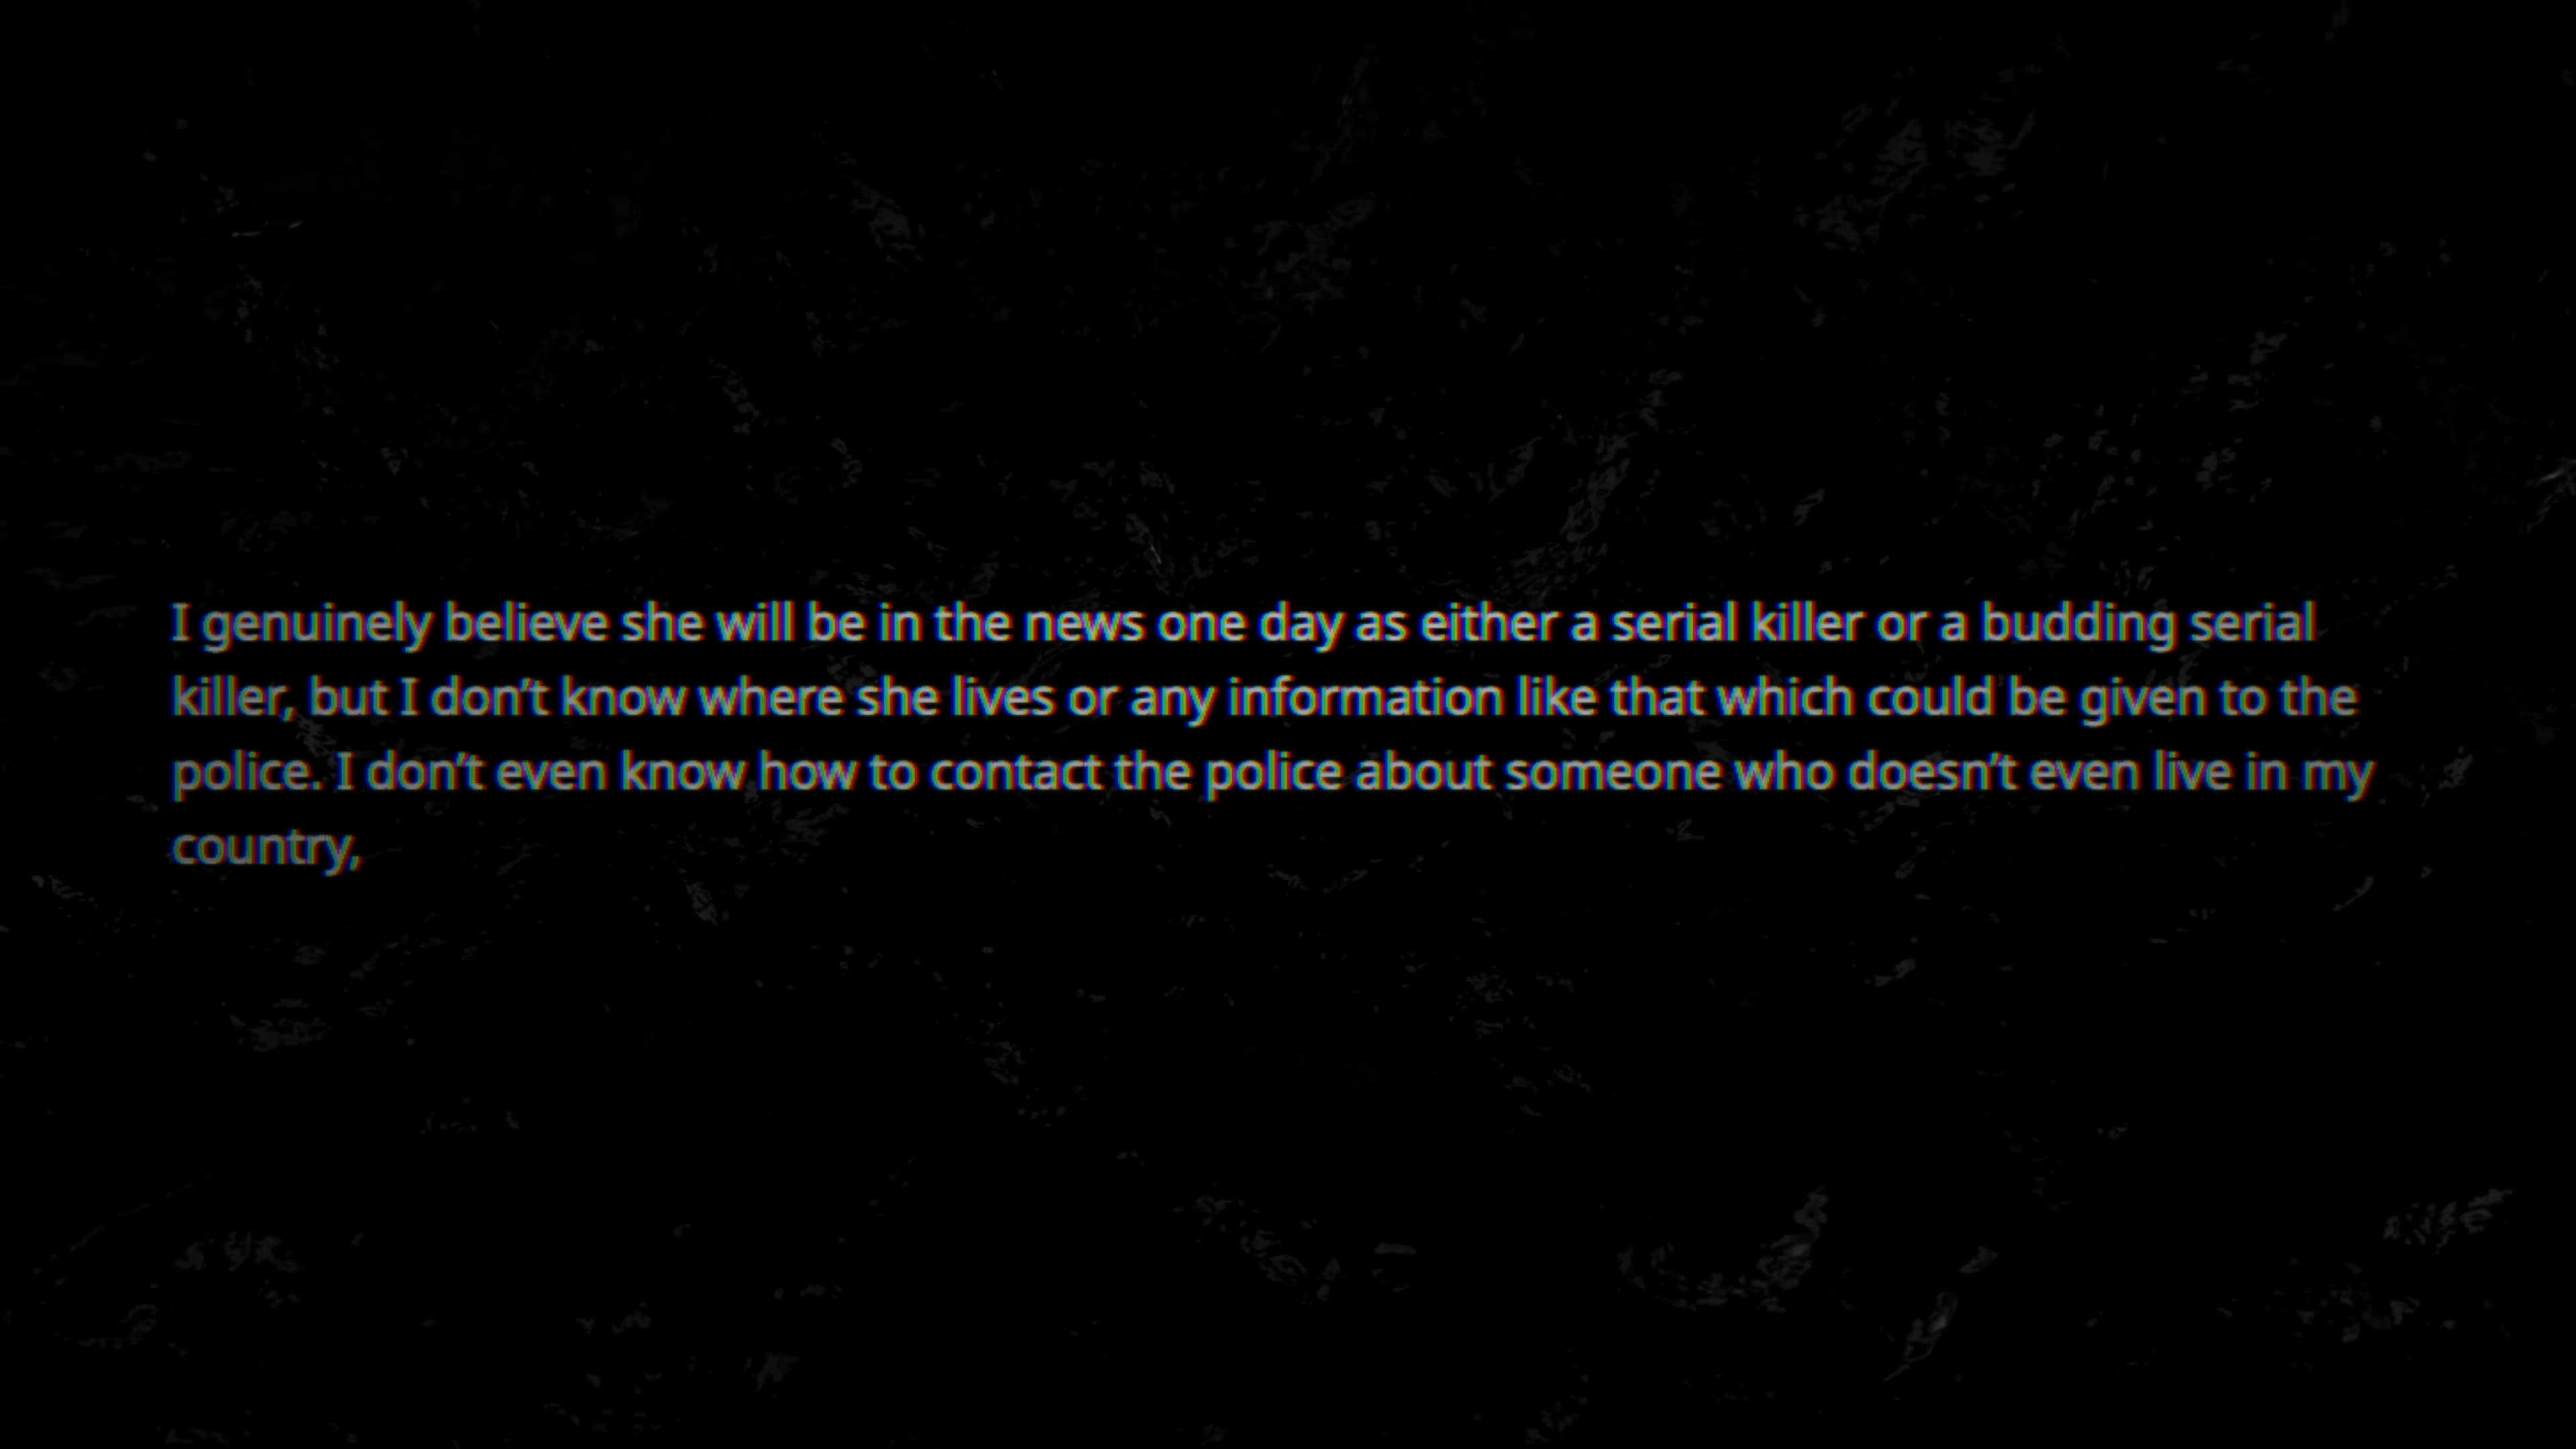 I genuinely believe she will be in the news one day as either a serial killer or a budding serial
killer, but I don’t know where she lives or any information like that which could be given to the
police. I don’t even know how to contact the police about someone who doesn’t even live in my
country,